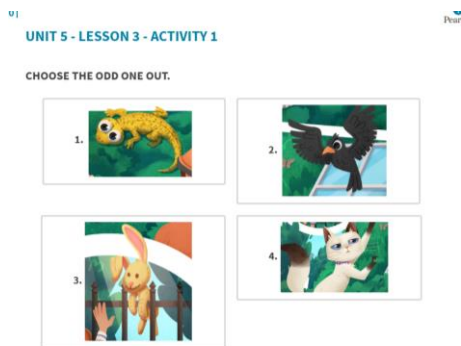 UNIT 5 - LESSON 3 - ACTIVITY 1
CHOOSE THE ODD ONE OUT.
1.
2.
3.
4.